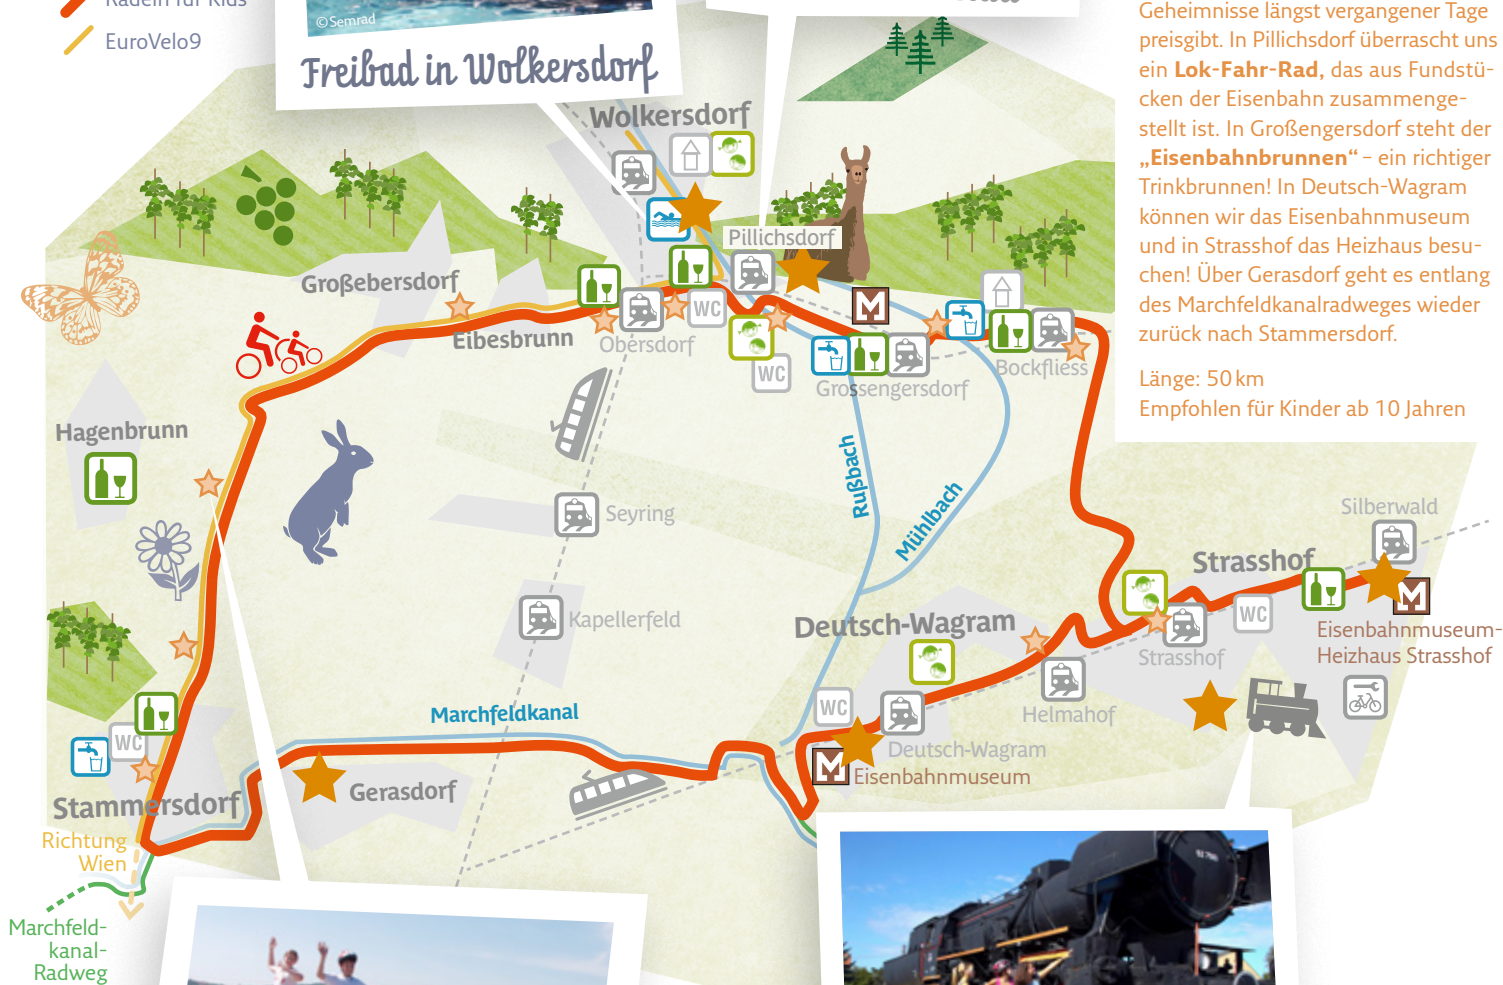 Radeln für Kids
EuroVelo9
©Semrad
Freibad in Wolkersdorf
Geheimnisse längst vergangener Tage
preisgibt. In Pillichsdorf überrascht uns
ein Lok-Fahr-Rad, das aus Fundstü-
cken der Eisenbahn zusammenge-
stellt ist. In Großengersdorf steht der
„Eisenbahnbrunnen“ – ein richtiger
Trinkbrunnen! In Deutsch-Wagram
können wir das Eisenbahnmuseum
und in Strasshof das Heizhaus besu-
chen! Über Gerasdorf geht es entlang
des Marchfeldkanalradweges wieder
zurück nach Stammersdorf.
Länge: 50 km
Empfohlen für Kinder ab 10 Jahren
Wolkersdorf
Pillichsdorf
Großebersdorf
Eibesbrunn
WC
M
Obersdorf
WC
Grossengersdorf
Bockfliess
Hagenbrunn
Rußbach
Mühlbach
Seyring
Silberwald
Strasshof
Kapellerfeld
Deutsch-Wagram
WC
M
Eisenbahnmuseum-
Heizhaus Strasshof
Strasshof
Helmahof
WC
Marchfeldkanal
WC
Deutsch-Wagram
M
Eisenbahnmuseum
Gerasdorf
Stammersdorf
Richtung
Wien
Marchfeld-
kanal-
Radweg